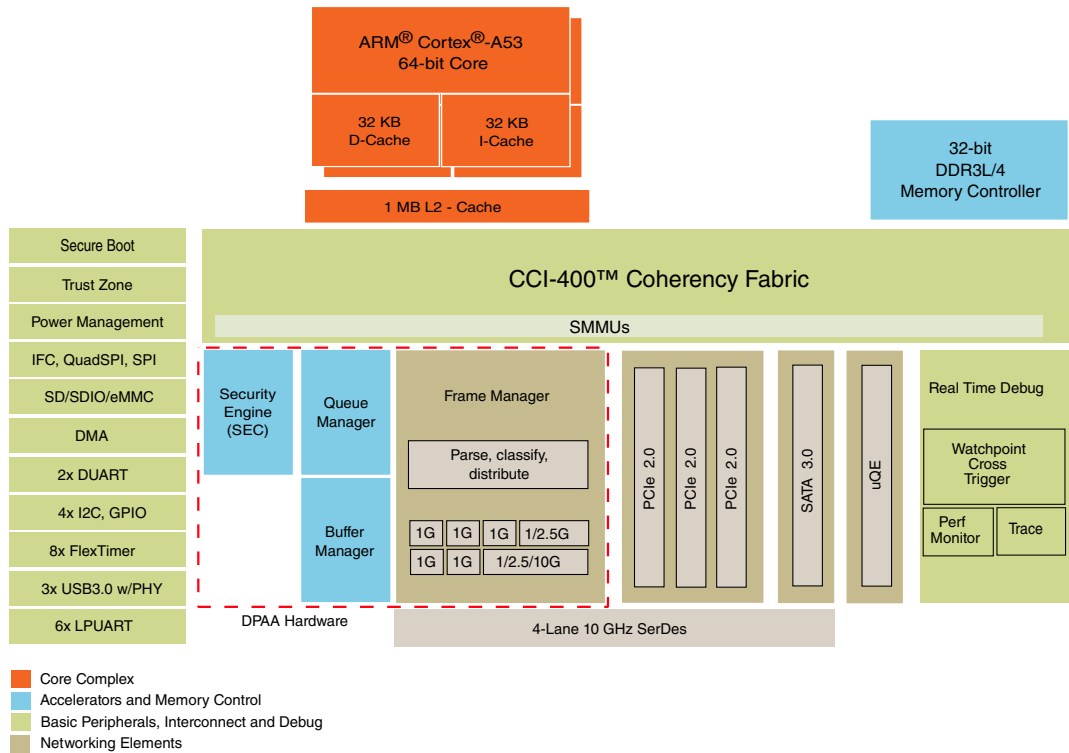 ARM® Cortex®-A53
64-bit Core
32 KB
D-Cache
32 KB
I-Cache
1 MB L2 - Cache
32-bit
DDR3L/4
Memory Controller
Secure Boot
Trust Zone
Power Management
IFC, QuadSPI, SPI
SD/SDIO/eMMC
DMA
2x DUART
4x I2C, GPIO
8x FlexTimer
3x USB3.0 w/PHY
6x LPUART
CCI-400™ Coherency Fabric
SMMUs
Security
Engine
(SEC)
Queue
Manager
Buffer
Manager
Frame Manager
Parse, classify,
distribute
1G
1G
1G
1/2.5G
1G
1G
1/2.5/10G
DPAA Hardware
PCIe 2.0
PCIe 2.0
PCIe 2.0
SATA 3.0
uQE
Real Time Debug
Watchpoint
Cross
Trigger
Perf
Monitor
Trace
4-Lane 10 GHz SerDes
Core Complex
Accelerators and Memory Control
Basic Peripherals, Interconnect and Debug
Networking Elements